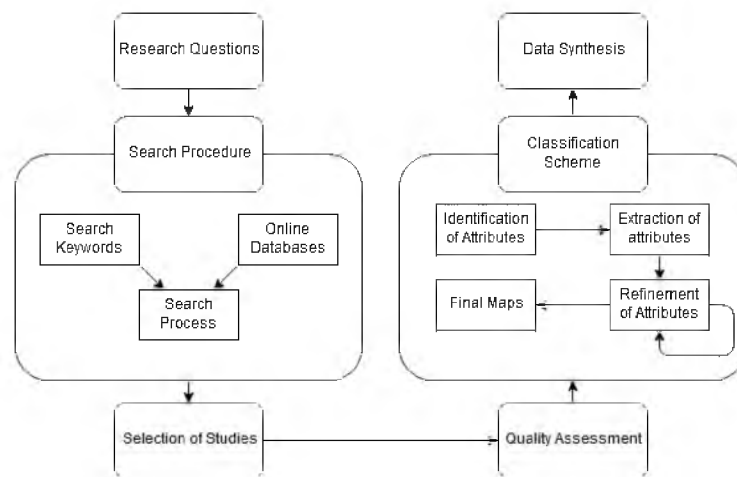 Research Questions
Search Procedure
Search
Keywords
Online
Databases
Search
Process
Selection of Studies
Data Synthesis
Classification
Scheme
Identification
of Attributes
Extraction of
attributes
Final Maps
Refinement
of Attributes
Quality Assessment